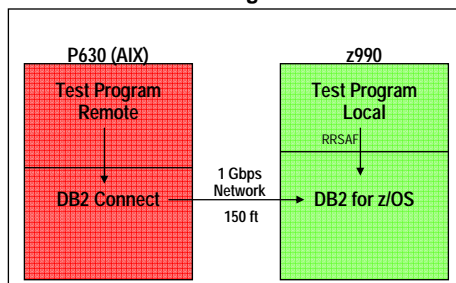 P630 (AIX)
Test Program
Remote
DB2 Connect
1 Gbps
Network
150 ft
z990
Test Program
Local
RRSAF
DB2 for z/OS